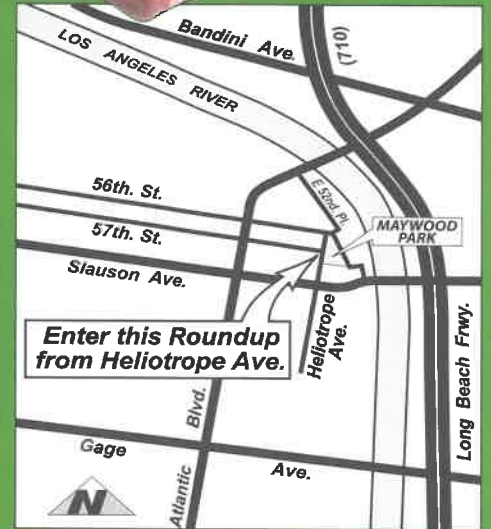 Bandini Ave.
(710)
LOS ANGELES RIVER
56th. St.
E 52nd Pl.
57th. St.
MAYWOOD
PARK
Slauson Ave.
Enter this Roundup
from Heliotrope Ave.
Heliotrope
Ave.
Long Beach Frwy.
Gage Ave.
Atlantic Blvd.
N